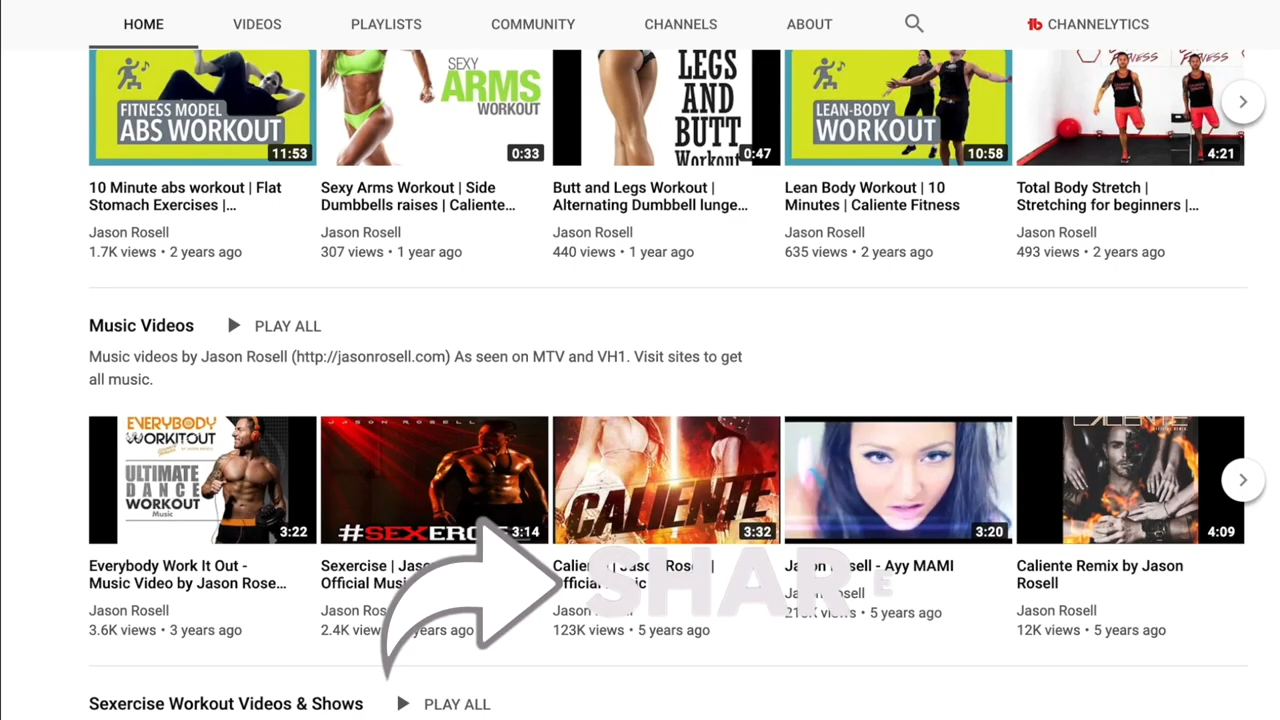 HOME VIDEOS PLAYLISTS COMMUNITY CHANNELS ABOUT CHANNELYTICS
FITNESS MODEL
ABS WORKOUT
11:53
SEXY
ARMS
WORKOUT
0:33
LEGS
AND
BUTT
Workout
0:47
LEAN-BODY
WORKOUT
10:58
4:21
10 Minute abs workout | Flat
Stomach Exercises |...
Jason Rosell
1.7K views • 2 years ago
Sexy Arms Workout | Side
Dumbbells raises | Caliente...
Jason Rosell
307 views • 1 year ago
Butt and Legs Workout |
Alternating Dumbbell lunge...
Jason Rosell
440 views • 1 year ago
Lean Body Workout | 10
Minutes | Caliente Fitness
Jason Rosell
635 views • 2 years ago
Total Body Stretch |
Stretching for beginners |...
Jason Rosell
493 views • 2 years ago
Music Videos PLAY ALL
Music videos by Jason Rosell (http://jasonrosell.com) As seen on MTV and VH1. Visit sites to get
all music.
EVERYBODY
WORKITOUT
ULTIMATE
DANCE
WORKOUT
Music
3:22
JASON ROSELL
3:14
CALIENTE
3:32
3:20
CALIENTE
4:09
Everybody Work It Out -
Music Video by Jason Rose...
Jason Rosell
3.6K views • 3 years ago
Sexercise |
Official
Jason
2.4K years ago
Jason
123K views • 5 years ago
- Ayy MAMI
5 years ago
Caliente Remix by Jason
Rosell
Jason Rosell
12K views • 5 years ago
SHARE
Sexercise Workout Videos & Shows PLAY ALL